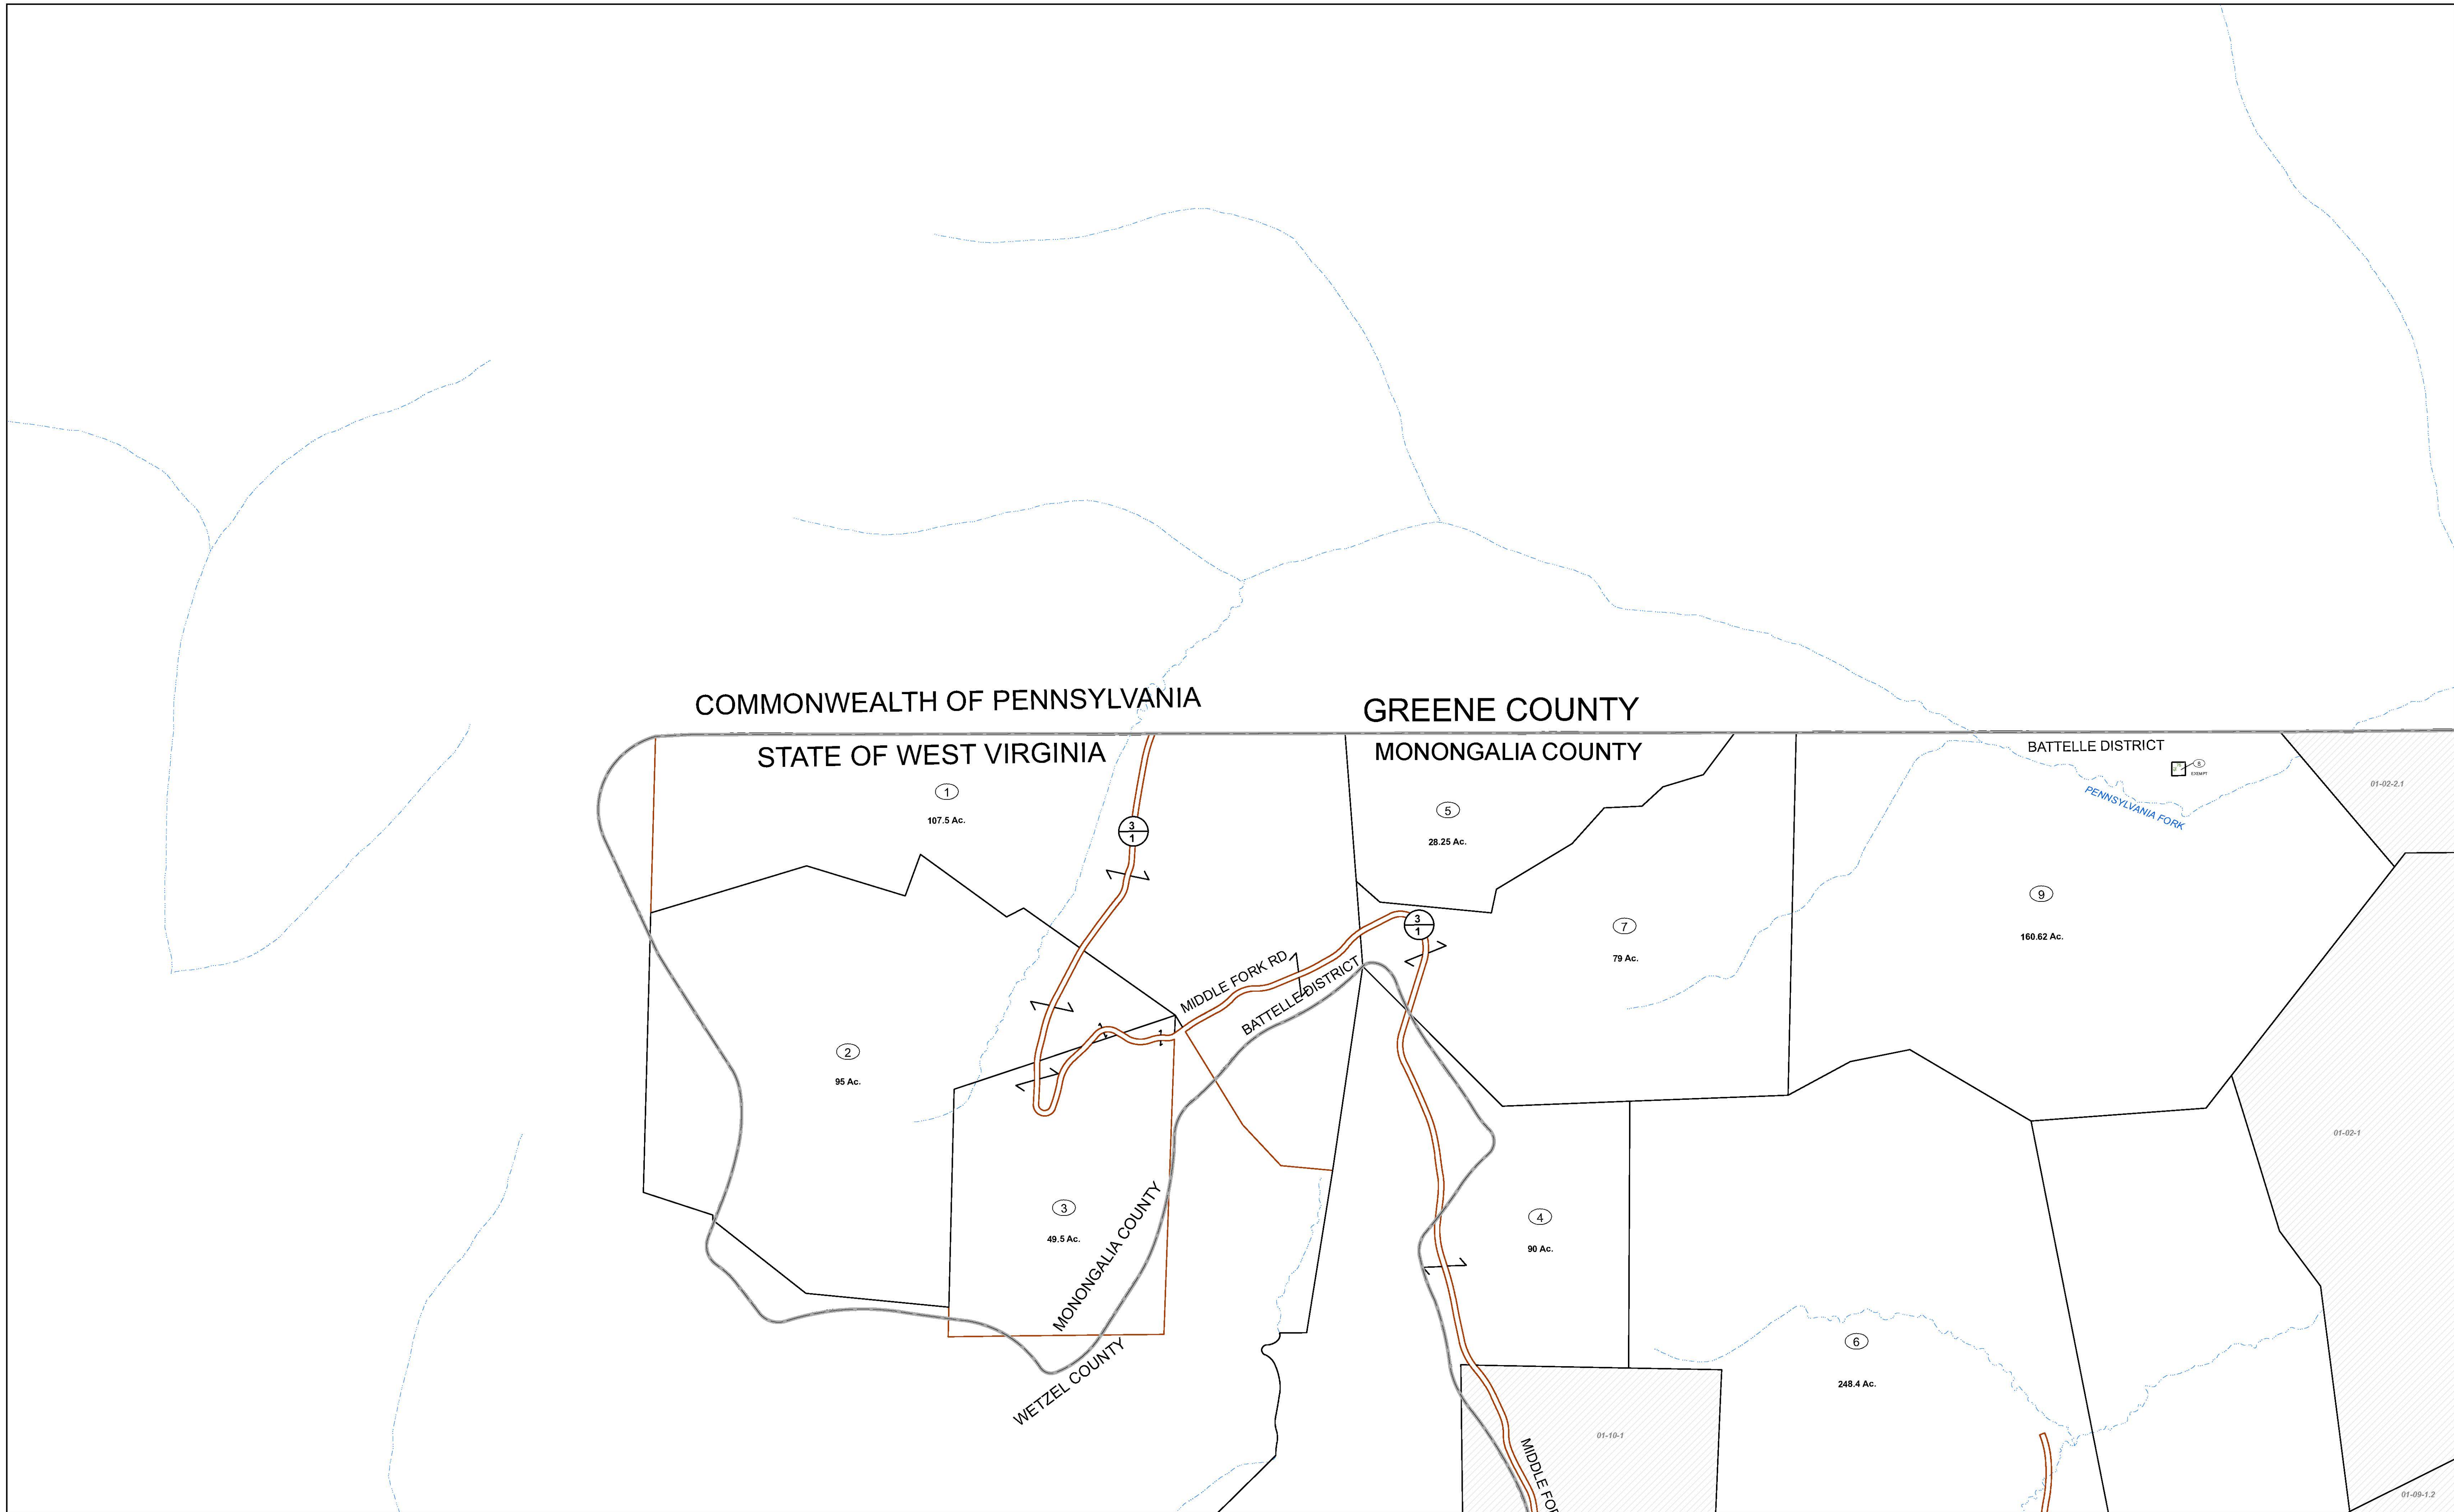 COMMONWEALTH OF PENNSYLVANIA
GREENE COUNTY
STATE OF WEST VIRGINIA
MONONGALIA COUNTY
BATTELLE DISTRICT
8
EXEMPT
01-02-2.1
PENNSYLVANIA FORK
1
107.5 Ac.
3
1
5
28.25 Ac.
9
160.62 Ac.
3
1
7
79 Ac.
MIDDLE FORK RD
BATTELLE DISTRICT
2
95 Ac.
01-02-1
3
49.5 Ac.
MONONGALIA COUNTY
4
90 Ac.
WETZEL COUNTY
6
248.4 Ac.
01-10-1
MIDDLE FOR
01-09-1.2